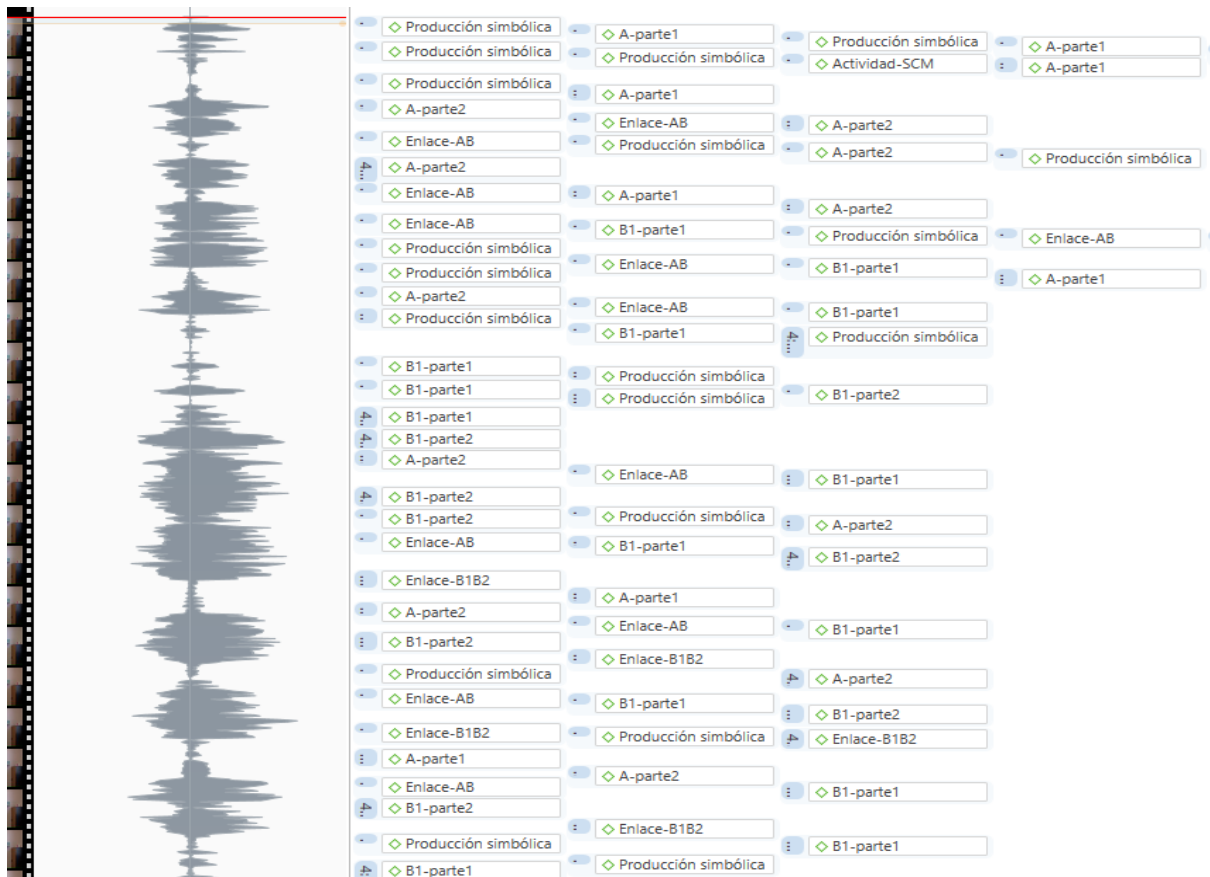 Producción simbólica
A-parte1
Producción simbólica
A-parte1
Producción simbólica
Producción simbólica
Actividad-SCM
A-parte1
Producción simbólica
A-parte1
A-parte2
Enlace-AB
A-parte2
Enlace-AB
Producción simbólica
A-parte2
Producción simbólica
A-parte2
Enlace-AB
A-parte1
A-parte2
Enlace-AB
B1-parte1
Producción simbólica
Enlace-AB
Producción simbólica
Enlace-AB
B1-parte1
Producción simbólica
A-parte1
A-parte2
Enlace-AB
B1-parte1
Producción simbólica
B1-parte1
Producción simbólica
B1-parte1
Producción simbólica
B1-parte1
Producción simbólica
B1-parte2
B1-parte1
B1-parte2
A-parte2
Enlace-AB
B1-parte1
B1-parte2
B1-parte2
Producción simbólica
A-parte2
Enlace-AB
B1-parte1
B1-parte2
Enlace-B1B2
A-parte1
A-parte2
Enlace-AB
B1-parte1
B1-parte2
Enlace-B1B2
Producción simbólica
A-parte2
Enlace-AB
B1-parte1
B1-parte2
Enlace-B1B2
Producción simbólica
Enlace-B1B2
A-parte1
A-parte2
Enlace-AB
B1-parte1
B1-parte2
Enlace-B1B2
Producción simbólica
B1-parte1
Producción simbólica
B1-parte1